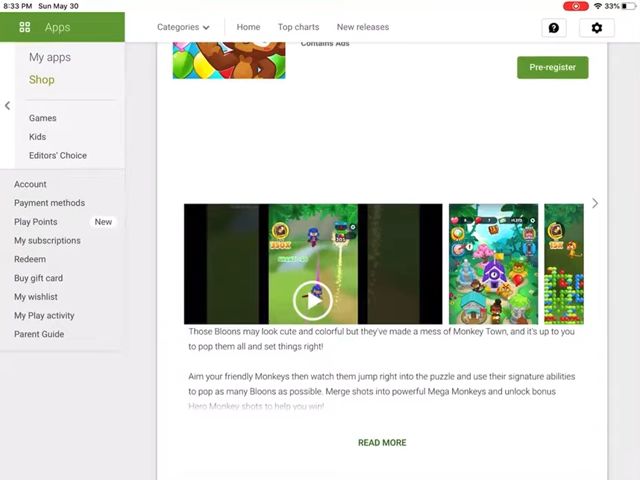 8:33 PM Sun May 30
33%
Apps
Categories
Home
Top charts
New releases
My apps
Shop
Contains Ads
Pre-register
Games
Kids
Editors' Choice
Account
Payment methods
Play Points New
My subscriptions
Redeem
Buy gift card
My wishlist
My Play activity
Parent Guide
Those Bloons may look cute and colorful but they've made a mess of Monkey Town, and it's up to you
to pop them all and set things right!
Aim your friendly Monkeys then watch them jump right into the puzzle and use their signature abilities
to pop as many Bloons as possible. Merge shots into powerful Mega Monkeys and unlock bonus
Hero Monkey shots to help you win!
READ MORE